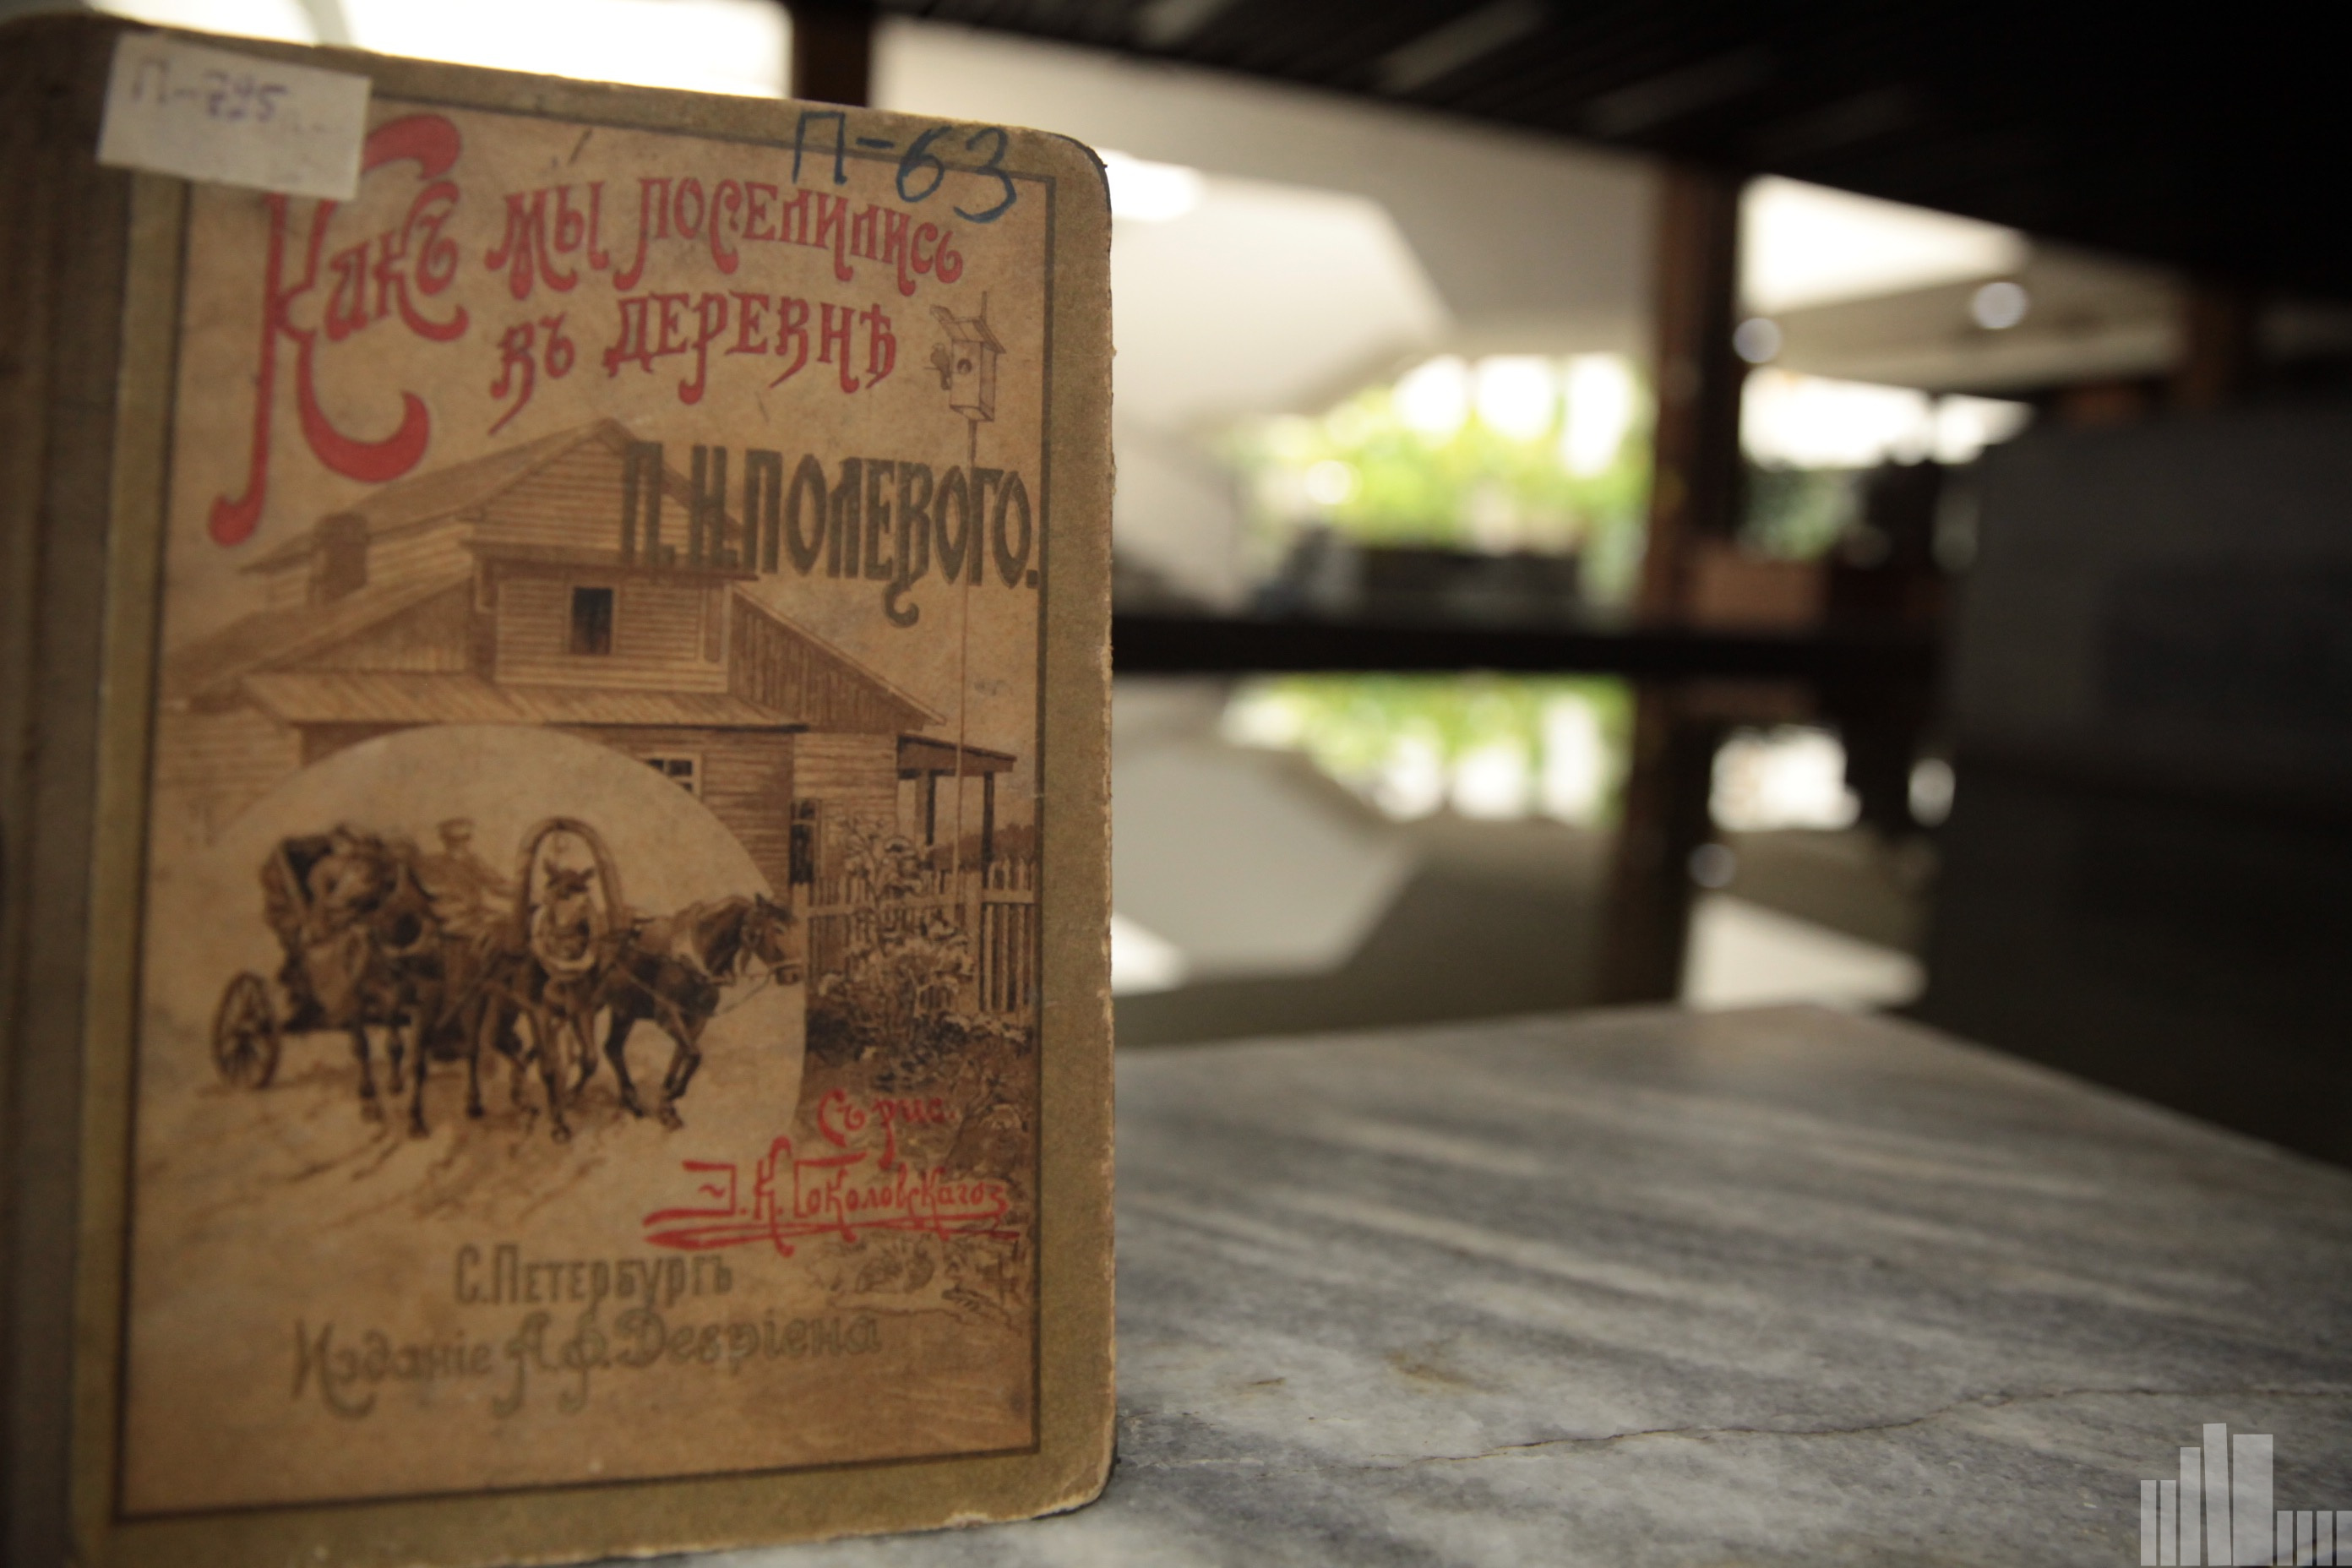 П-63
Какъ мы поселились
въ деревнѣ
П. Н. Полевого.
Съ рис.
К. Соколовскаго
С. Петербургъ
Изданіе А. Ф. Девріена